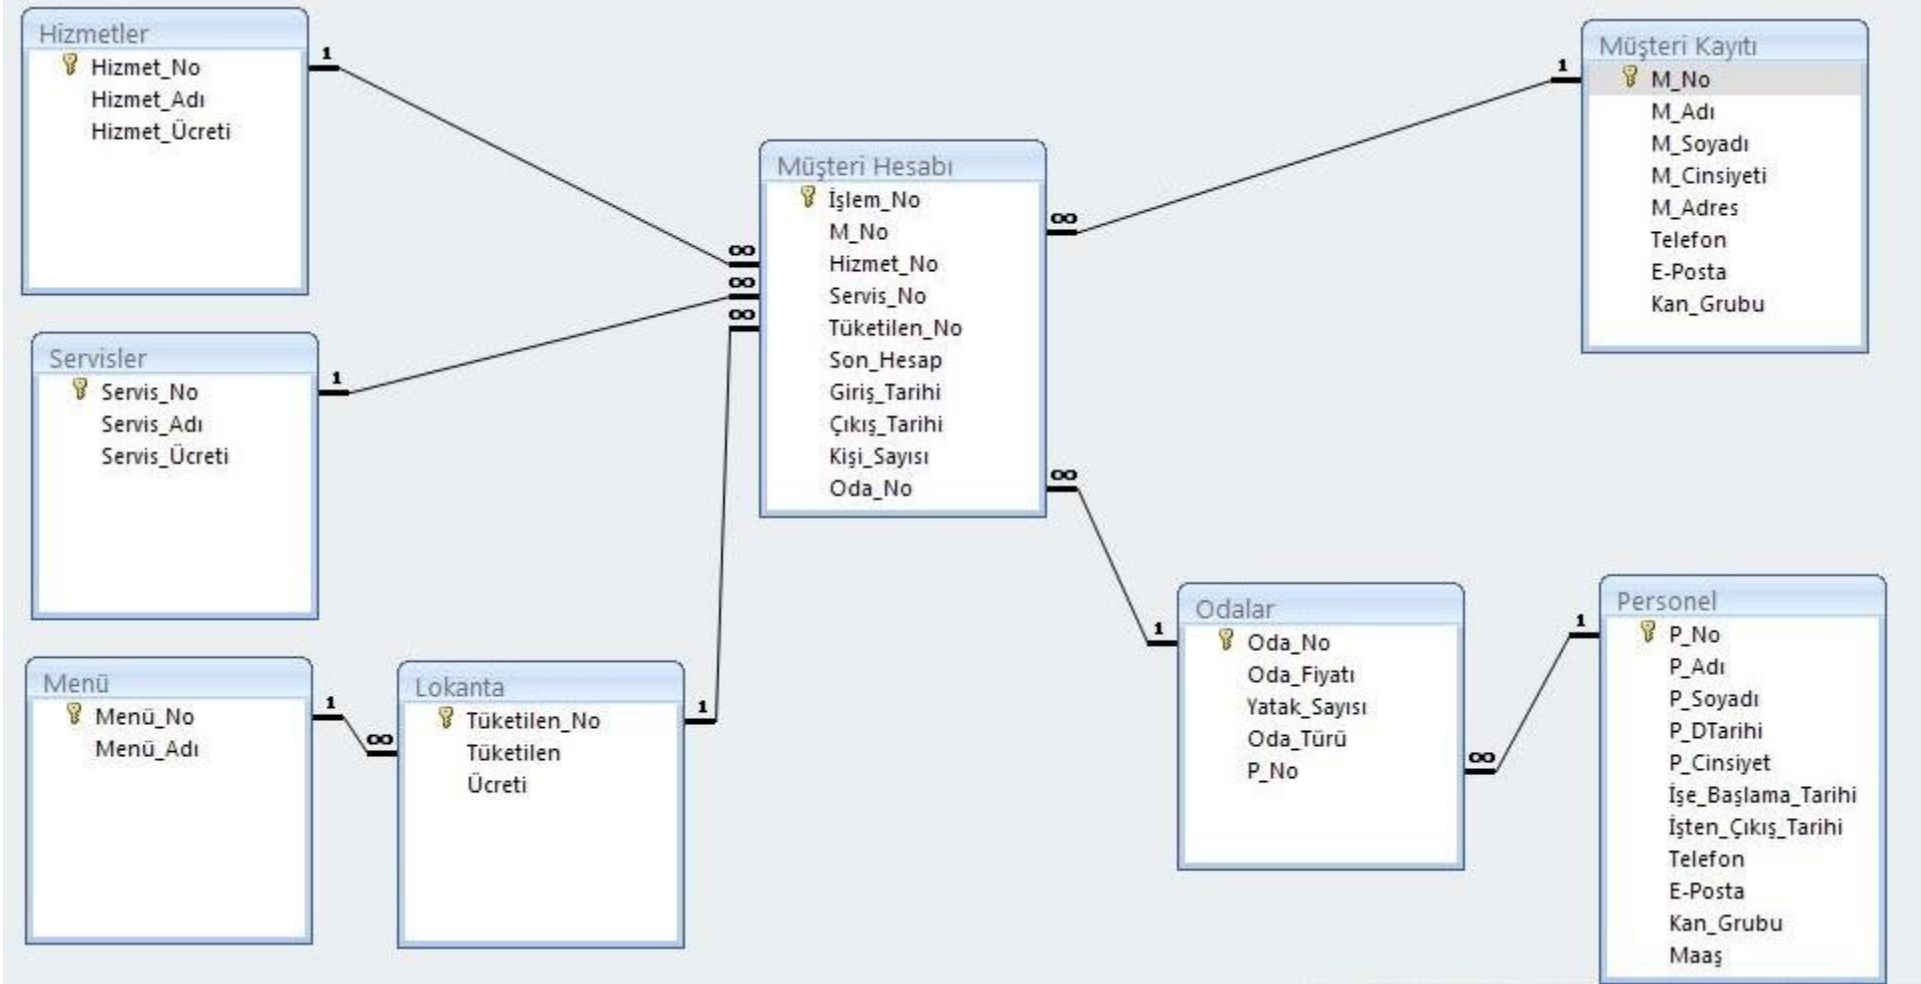 Hizmetler
Hizmet_No
Hizmet_Adı
Hizmet_Ücreti
1
∞
Servisler
Servis_No
Servis_Adı
Servis_Ücreti
1
∞
Menü
Menü_No
Menü_Adı
1
∞
Lokanta
Tüketilen_No
Tüketilen
Ücreti
1
∞
Müşteri Hesabı
İşlem_No
M_No
Hizmet_No
Servis_No
Tüketilen_No
Son_Hesap
Giriş_Tarihi
Çıkış_Tarihi
Kişi_Sayısı
Oda_No
∞
1
Müşteri Kayıtı
M_No
M_Adı
M_Soyadı
M_Cinsiyeti
M_Adres
Telefon
E-Posta
Kan_Grubu
∞
1
Odalar
Oda_No
Oda_Fiyatı
Yatak_Sayısı
Oda_Türü
P_No
∞
1
Personel
P_No
P_Adı
P_Soyadı
P_DTarihi
P_Cinsiyet
İşe_Başlama_Tarihi
İşten_Çıkış_Tarihi
Telefon
E-Posta
Kan_Grubu
Maaş